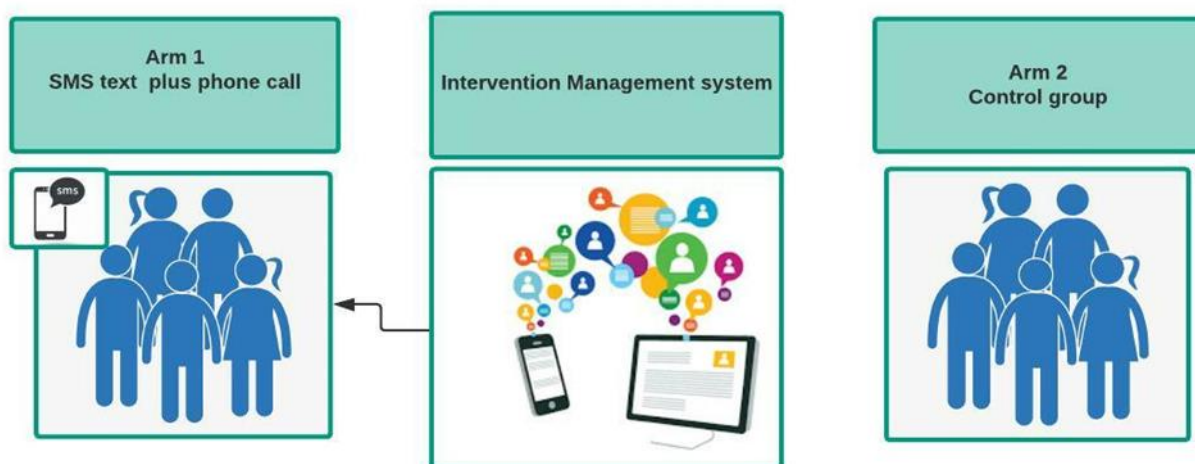 Arm 1
SMS text plus phone call
Intervention Management system
Arm 2
Control group
sms